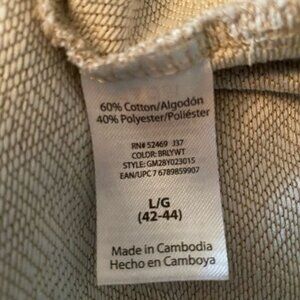 60% Cotton/Algodón
40% Polyester/Poliéster
RN# 52469 J37
COLOR: BRLYWT
STYLE: GM28Y023015
EAN/UPC 7 6789859907
L/G
(42-44)
Made in Cambodia
Hecho en Camboya